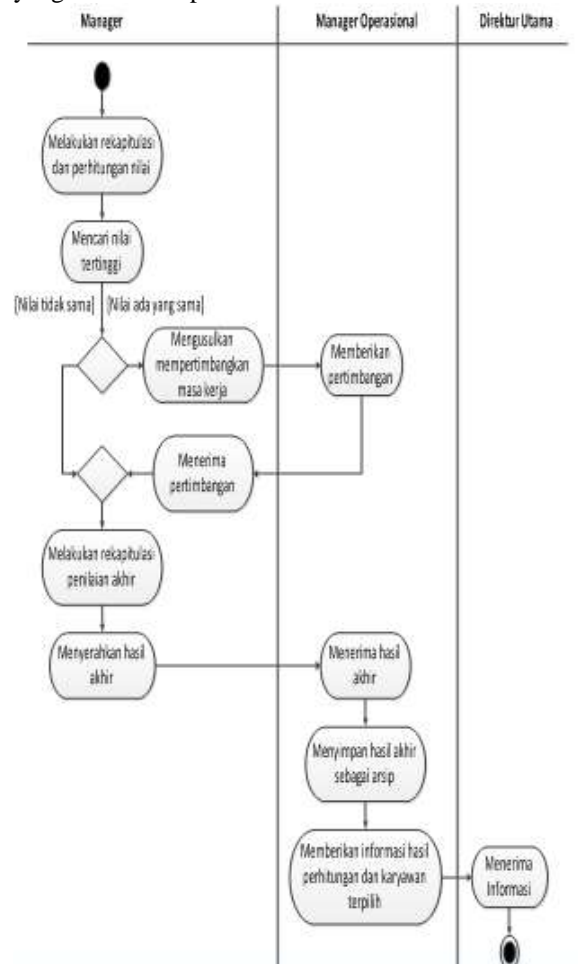 Manager
Manager Operasional
Direktur Utama
Melakukan rekapitulasi
dan perhitungan nilai
Mencari nilai
tertinggi
[Nilai tidak sama]
[Nilai ada yang sama]
Mengusulkan
mempertimbangkan
masa kerja
Memberikan
pertimbangan
Menerima
pertimbangan
Melakukan rekapitulasi
penilaian akhir
Menyerahkan hasil
akhir
Menerima hasil
akhir
Menyimpan hasil akhir
sebagai arsip
Memberikan informasi hasil
perhitungan dan karyawan
terpilih
Menerima
Informasi